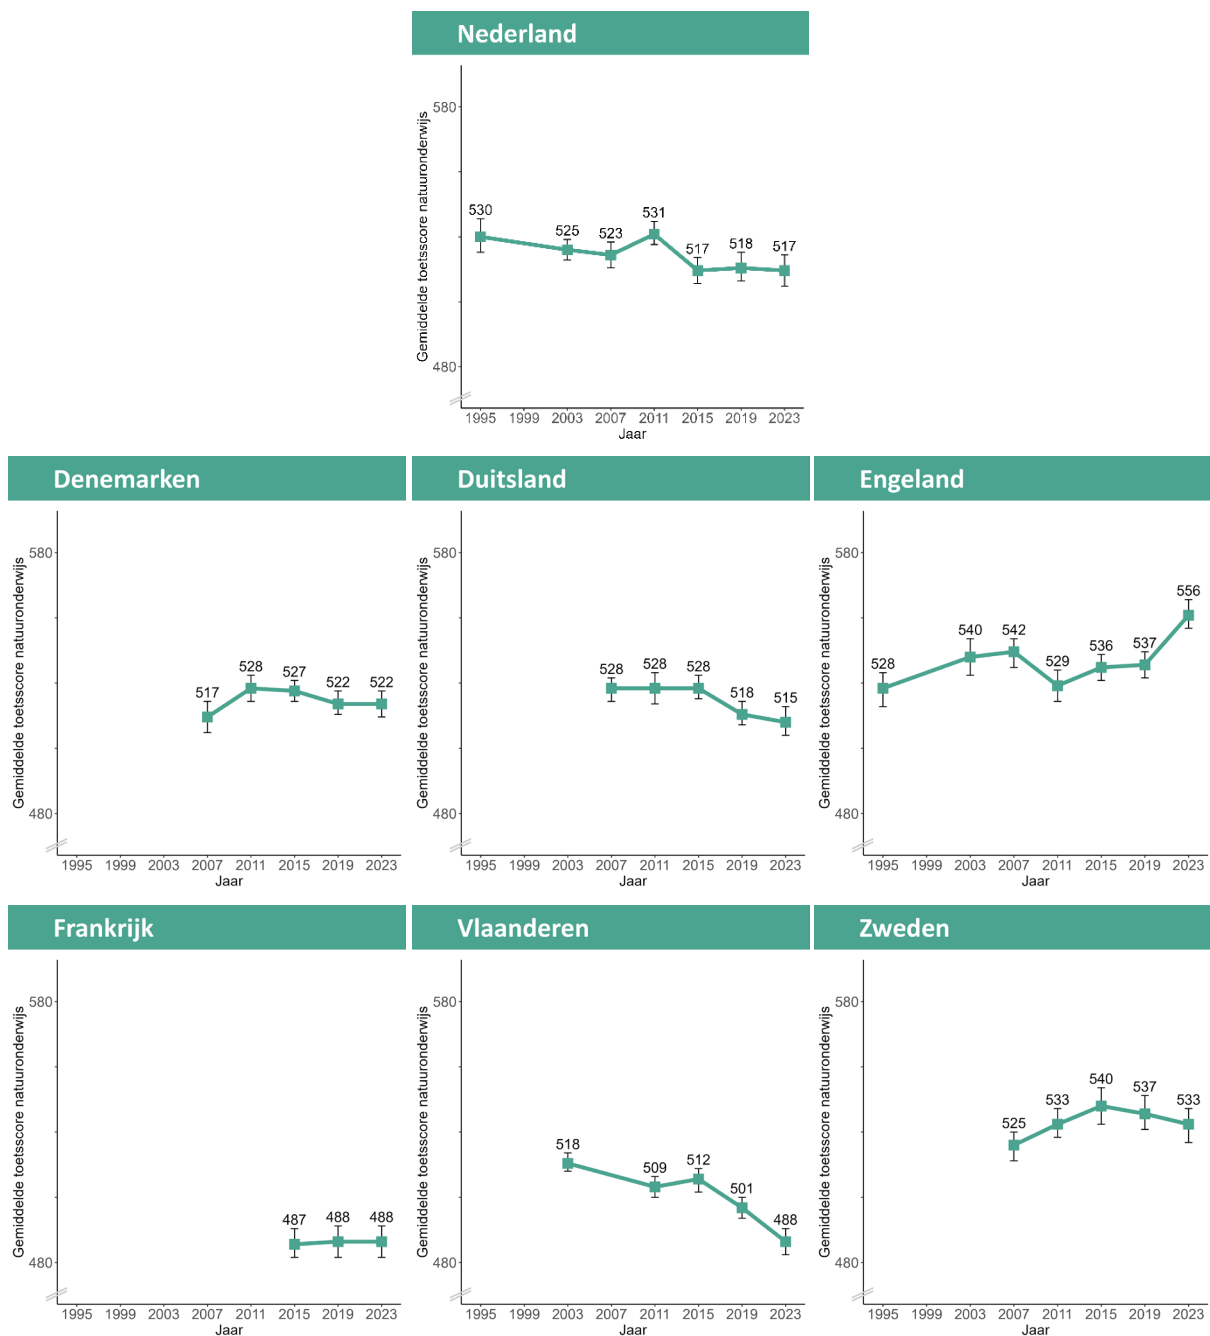 Nederland
Gemiddelde toetsscore natuuronderwijs
580
480
530
525
523
531
517
518
517
1995 1999 2003 2007 2011 2015 2019 2023
Jaar
Denemarken
Gemiddelde toetsscore natuuronderwijs
580
480
517
528
527
522
522
1995 1999 2003 2007 2011 2015 2019 2023
Jaar
Duitsland
Gemiddelde toetsscore natuuronderwijs
580
480
528
528
528
518
515
1995 1999 2003 2007 2011 2015 2019 2023
Jaar
Engeland
Gemiddelde toetsscore natuuronderwijs
580
480
528
540
542
529
536
537
556
1995 1999 2003 2007 2011 2015 2019 2023
Jaar
Frankrijk
Gemiddelde toetsscore natuuronderwijs
580
480
487
488
488
1995 1999 2003 2007 2011 2015 2019 2023
Jaar
Vlaanderen
Gemiddelde toetsscore natuuronderwijs
580
480
518
509
512
501
488
1995 1999 2003 2007 2011 2015 2019 2023
Jaar
Zweden
Gemiddelde toetsscore natuuronderwijs
580
480
525
533
540
537
533
1995 1999 2003 2007 2011 2015 2019 2023
Jaar